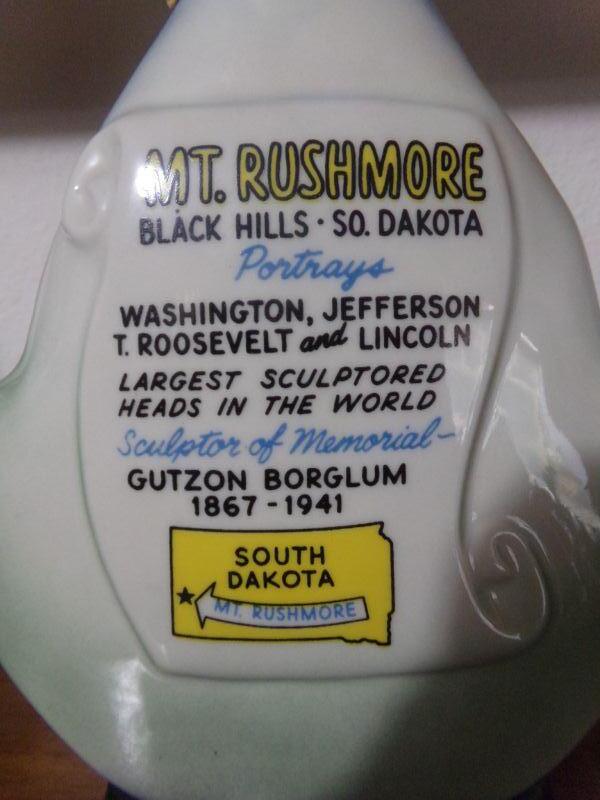 MT. RUSHMORE
BLACK HILLS · SO. DAKOTA
Portrays
WASHINGTON, JEFFERSON
T. ROOSEVELT and LINCOLN
LARGEST SCULPTORED
HEADS IN THE WORLD
Sculptor of Memorial-
GUTZON BORGLUM
1867 - 1941
SOUTH
DAKOTA
MT. RUSHMORE